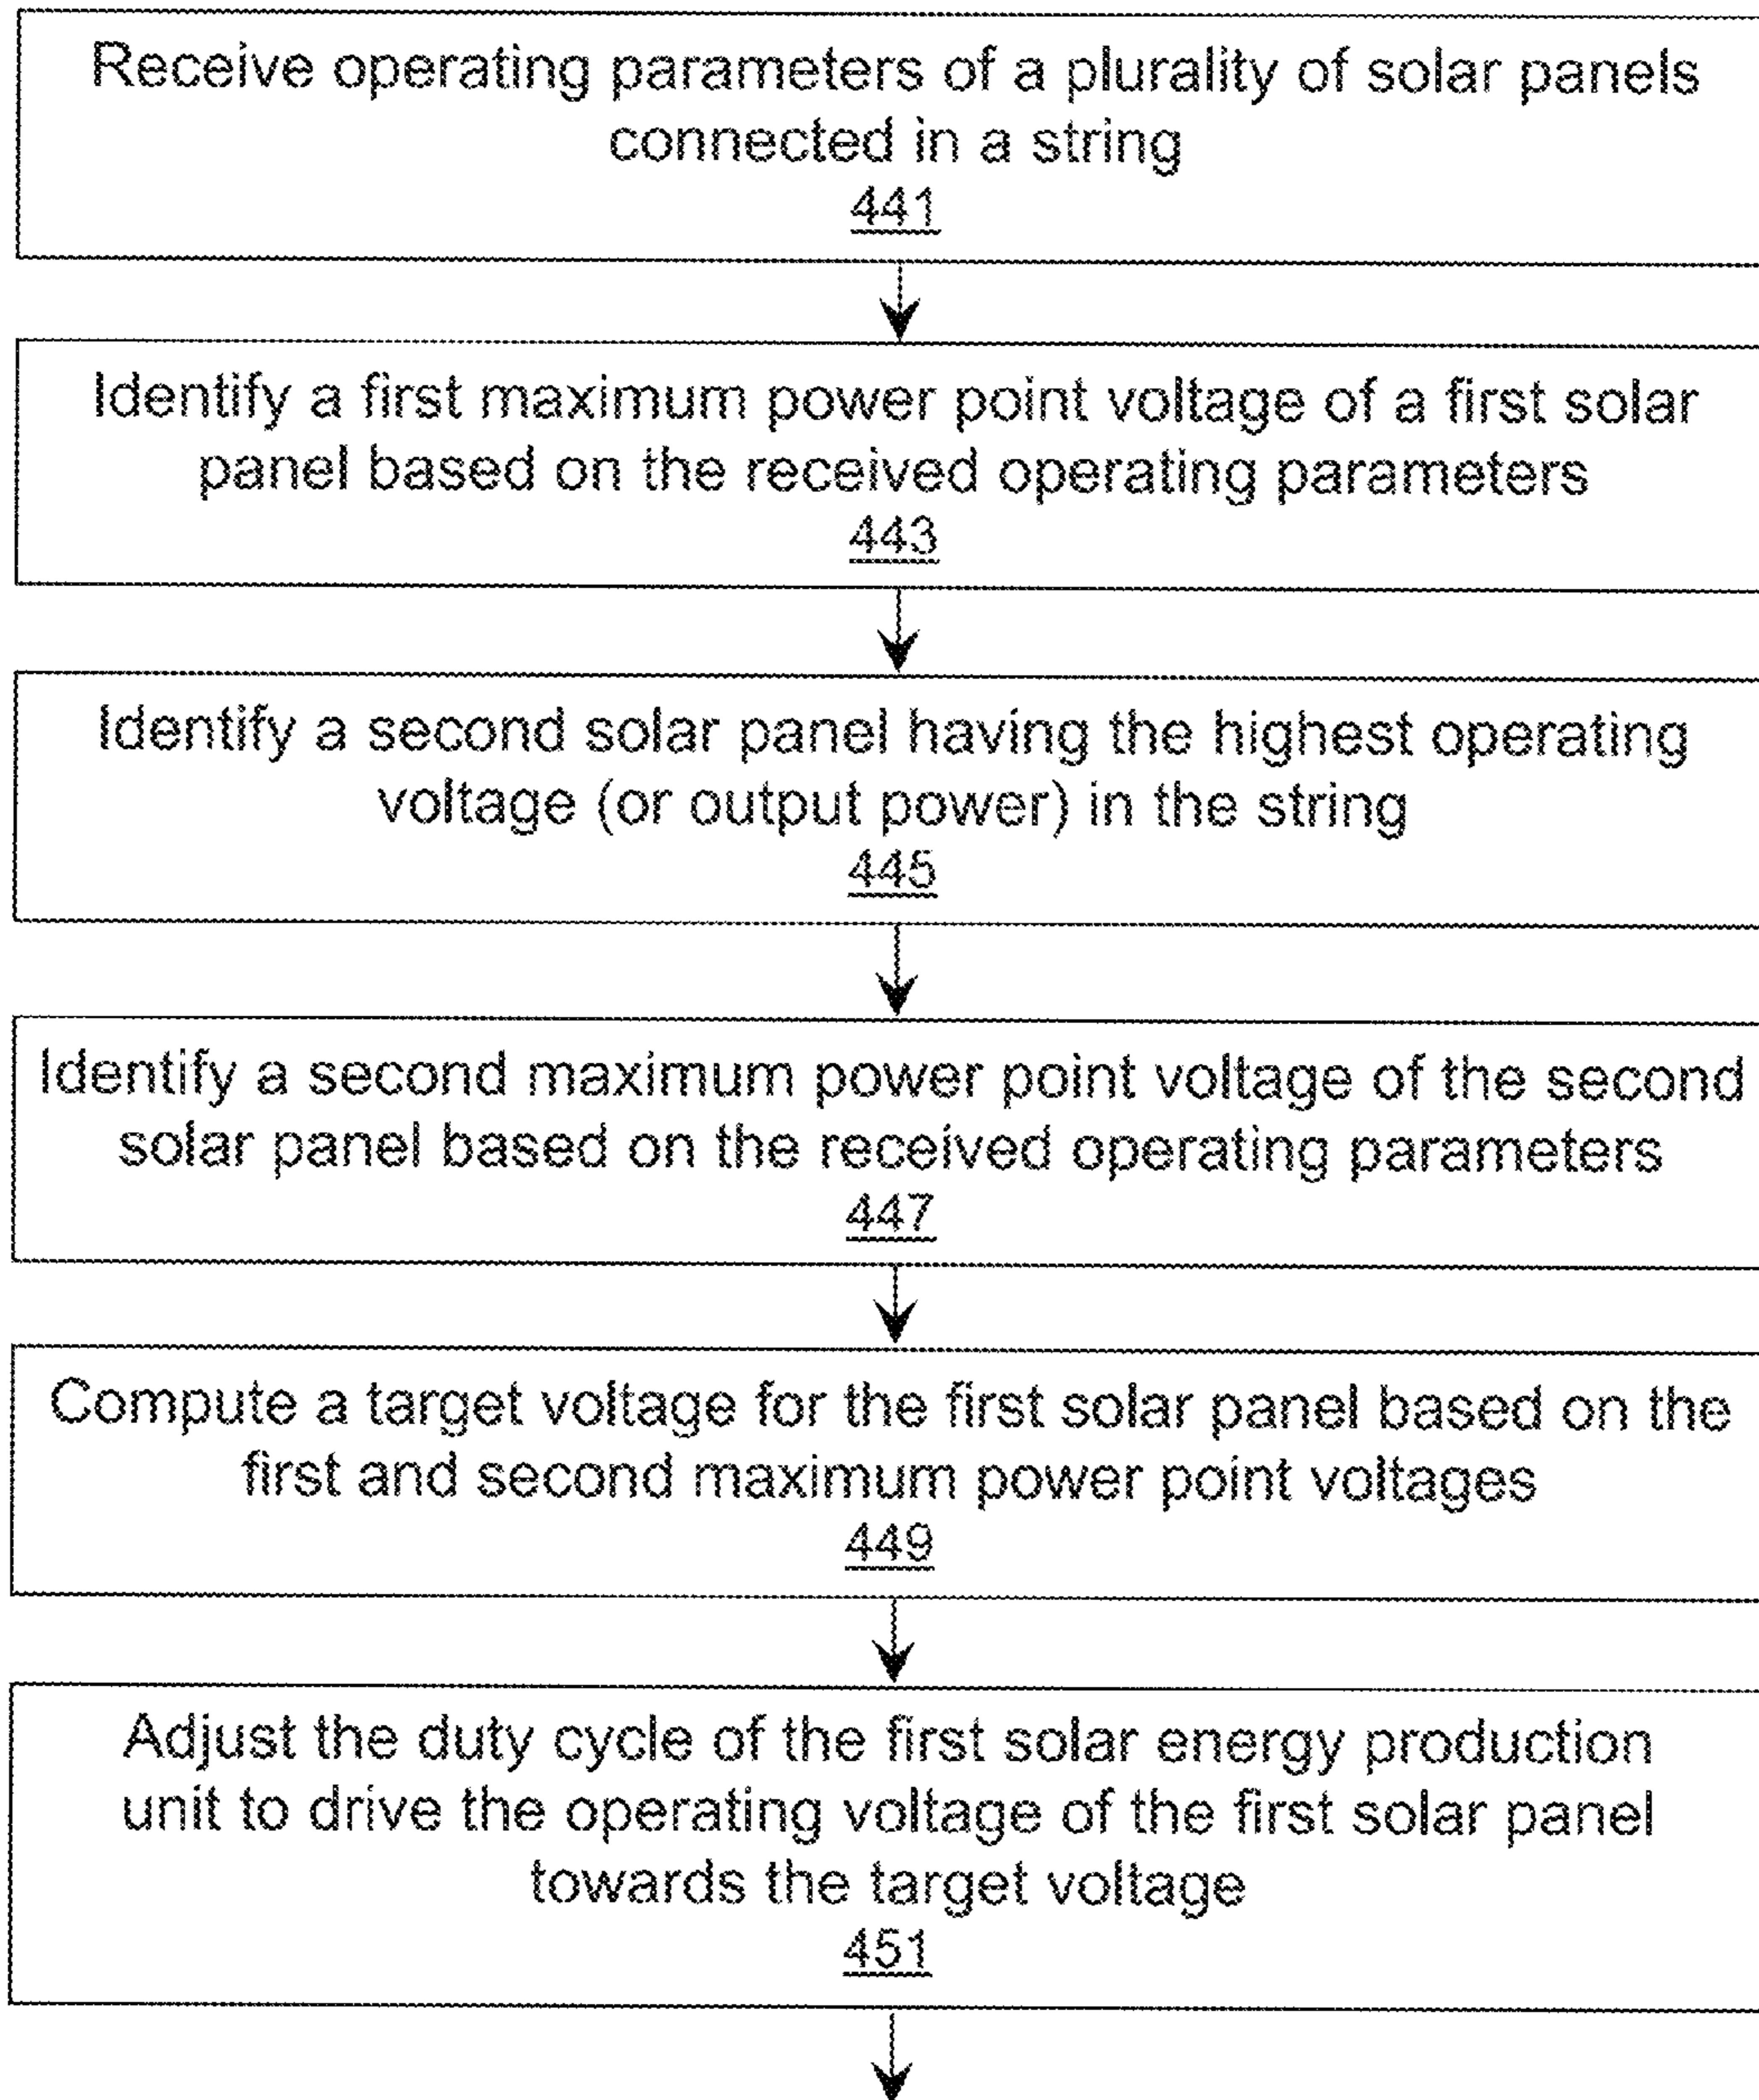 Receive operating parameters of a plurality of solar panels
connected in a string
441
Identify a first maximum power point voltage of a first solar
panel based on the received operating parameters
443
Identify a second solar panel having the highest operating
voltage (or output power) in the string
445
Identify a second maximum power point voltage of the second
solar panel based on the received operating parameters
447
Compute a target voltage for the first solar panel based on the
first and second maximum power point voltages
449
Adjust the duty cycle of the first solar energy production
unit to drive the operating voltage of the first solar panel
towards the target voltage
451